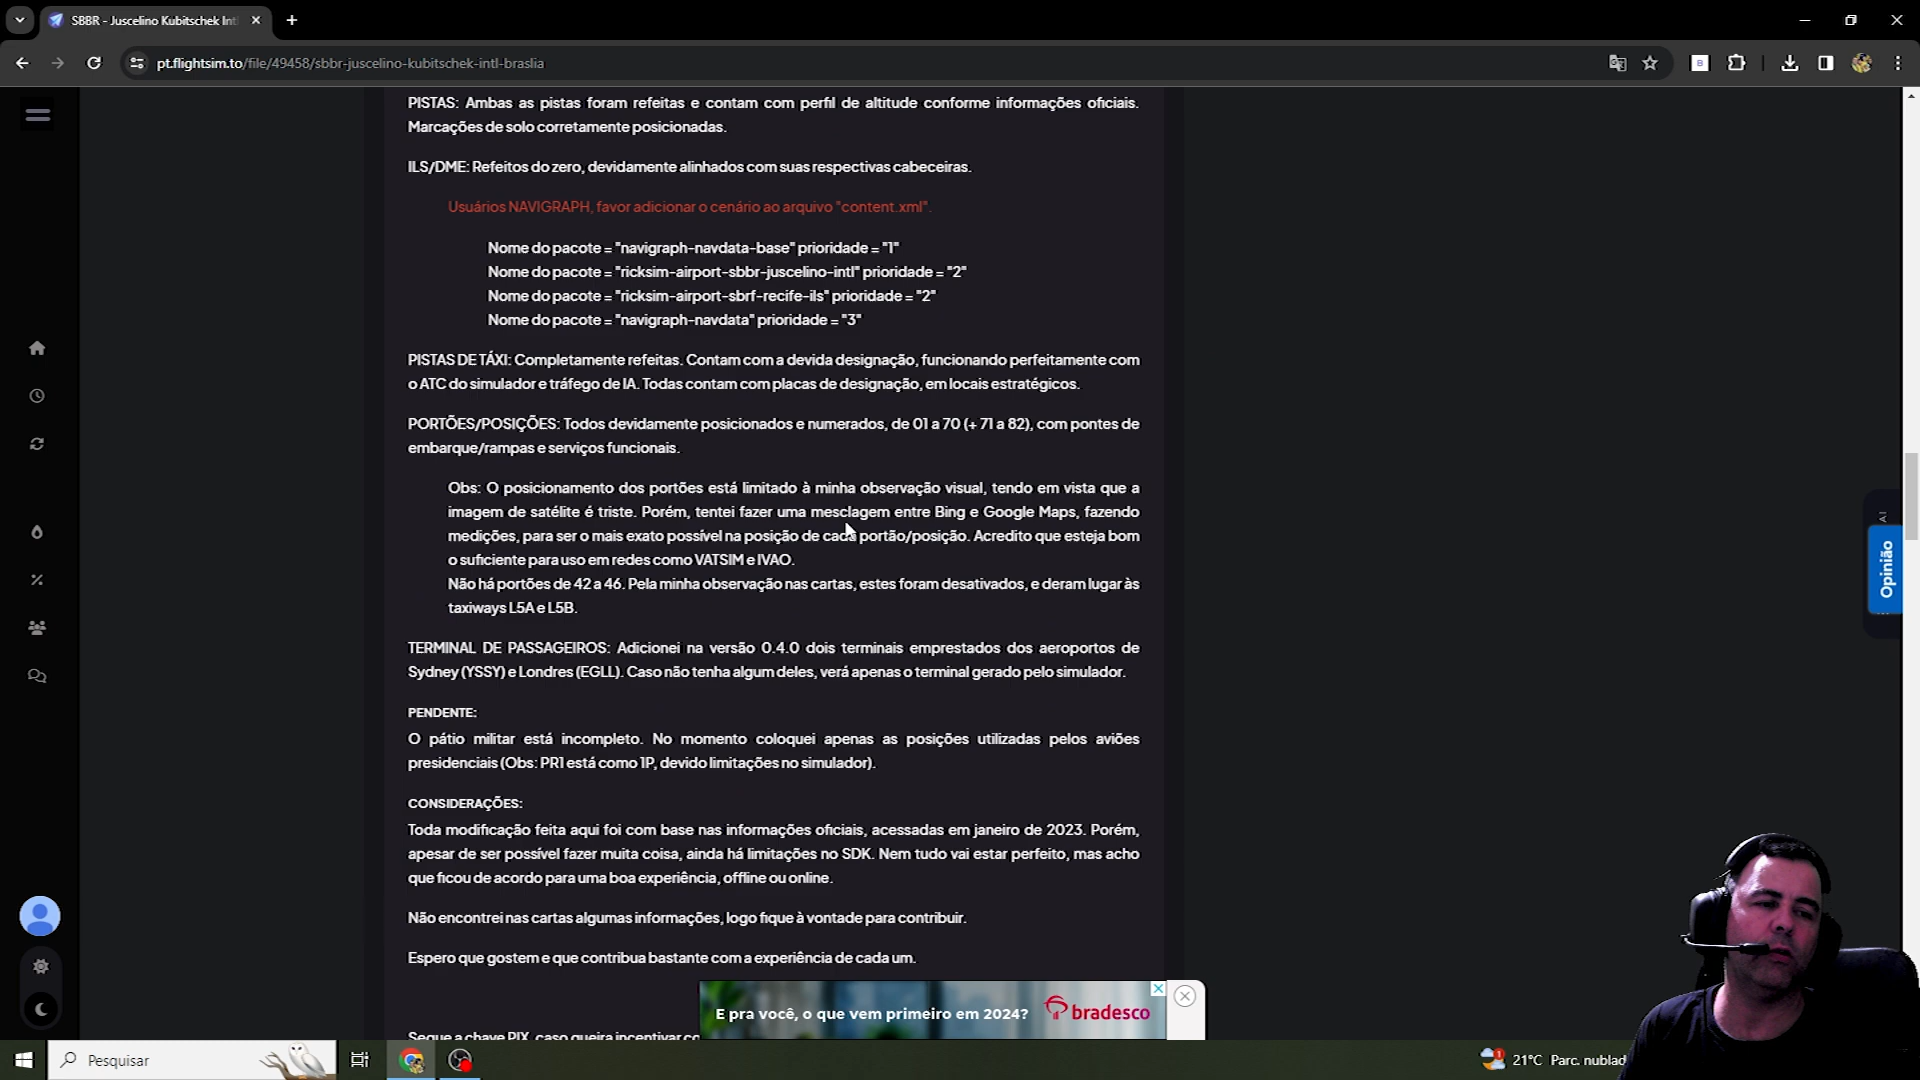 SBBR - Juscelino Kubitschek Int
pt.flightsim.to/file/49458/sbbr-juscelino-kubitschek-intl-braslia
PISTAS: Ambas as pistas foram refeitas e contam com perfil de altitude conforme informações oficiais.
Marcações de solo corretamente posicionadas.
ILS/DME: Refeitos do zero, devidamente alinhados com suas respectivas cabeceiras.
Usuários NAVIGRAPH, favor adicionar o cenário ao arquivo "content.xml".
Nome do pacote = "navigraph-navdata-base" prioridade = "1"
Nome do pacote = "ricksim-airport-sbbr-juscelino-intl" prioridade = "2"
Nome do pacote = "ricksim-airport-sbrf-recife-ils" prioridade = "2"
Nome do pacote = "navigraph-navdata" prioridade = "3"
PISTAS DE TÁXI: Completamente refeitas. Contam com a devida designação, funcionando perfeitamente com
o ATC do simulador e tráfego de IA. Todas contam com placas de designação, em locais estratégicos.
PORTÕES/POSIÇÕES: Todos devidamente posicionados e numerados, de 01 a 70 (+ 71 a 82), com pontes de
embarque/rampas e serviços funcionais.
Obs: O posicionamento dos portões está limitado à minha observação visual, tendo em vista que a
imagem de satélite é triste. Porém, tentei fazer uma mesclagem entre Bing e Google Maps, fazendo
medições, para ser o mais exato possível na posição de cada portão/posição. Acredito que esteja bom
o suficiente para uso em redes como VATSIM e IVAO.
Não há portões de 42 a 46. Pela minha observação nas cartas, estes foram desativados, e deram lugar às
taxiways L5A e L5B.
TERMINAL DE PASSAGEIROS: Adicionei na versão 0.4.0 dois terminais emprestados dos aeroportos de
Sydney (YSSY) e Londres (EGLL). Caso não tenha algum deles, verá apenas o terminal gerado pelo simulador.
PENDENTE:
O pátio militar está incompleto. No momento coloquei apenas as posições utilizadas pelos aviões
presidenciais (Obs: PR1 está como 1P, devido limitações no simulador).
CONSIDERAÇÕES:
Toda modificação feita aqui foi com base nas informações oficiais, acessadas em janeiro de 2023. Porém,
apesar de ser possível fazer muita coisa, ainda há limitações no SDK. Nem tudo vai estar perfeito, mas acho
que ficou de acordo para uma boa experiência, offline ou online.
Não encontrei nas cartas algumas informações, logo fique à vontade para contribuir.
Espero que gostem e que contribua bastante com a experiência de cada um.
Segue a chave PIX, caso queira incentivar co
E pra você, o que vem primeiro em 2024?
bradesco
Opinião
Pesquisar
21°C Parc. nublad